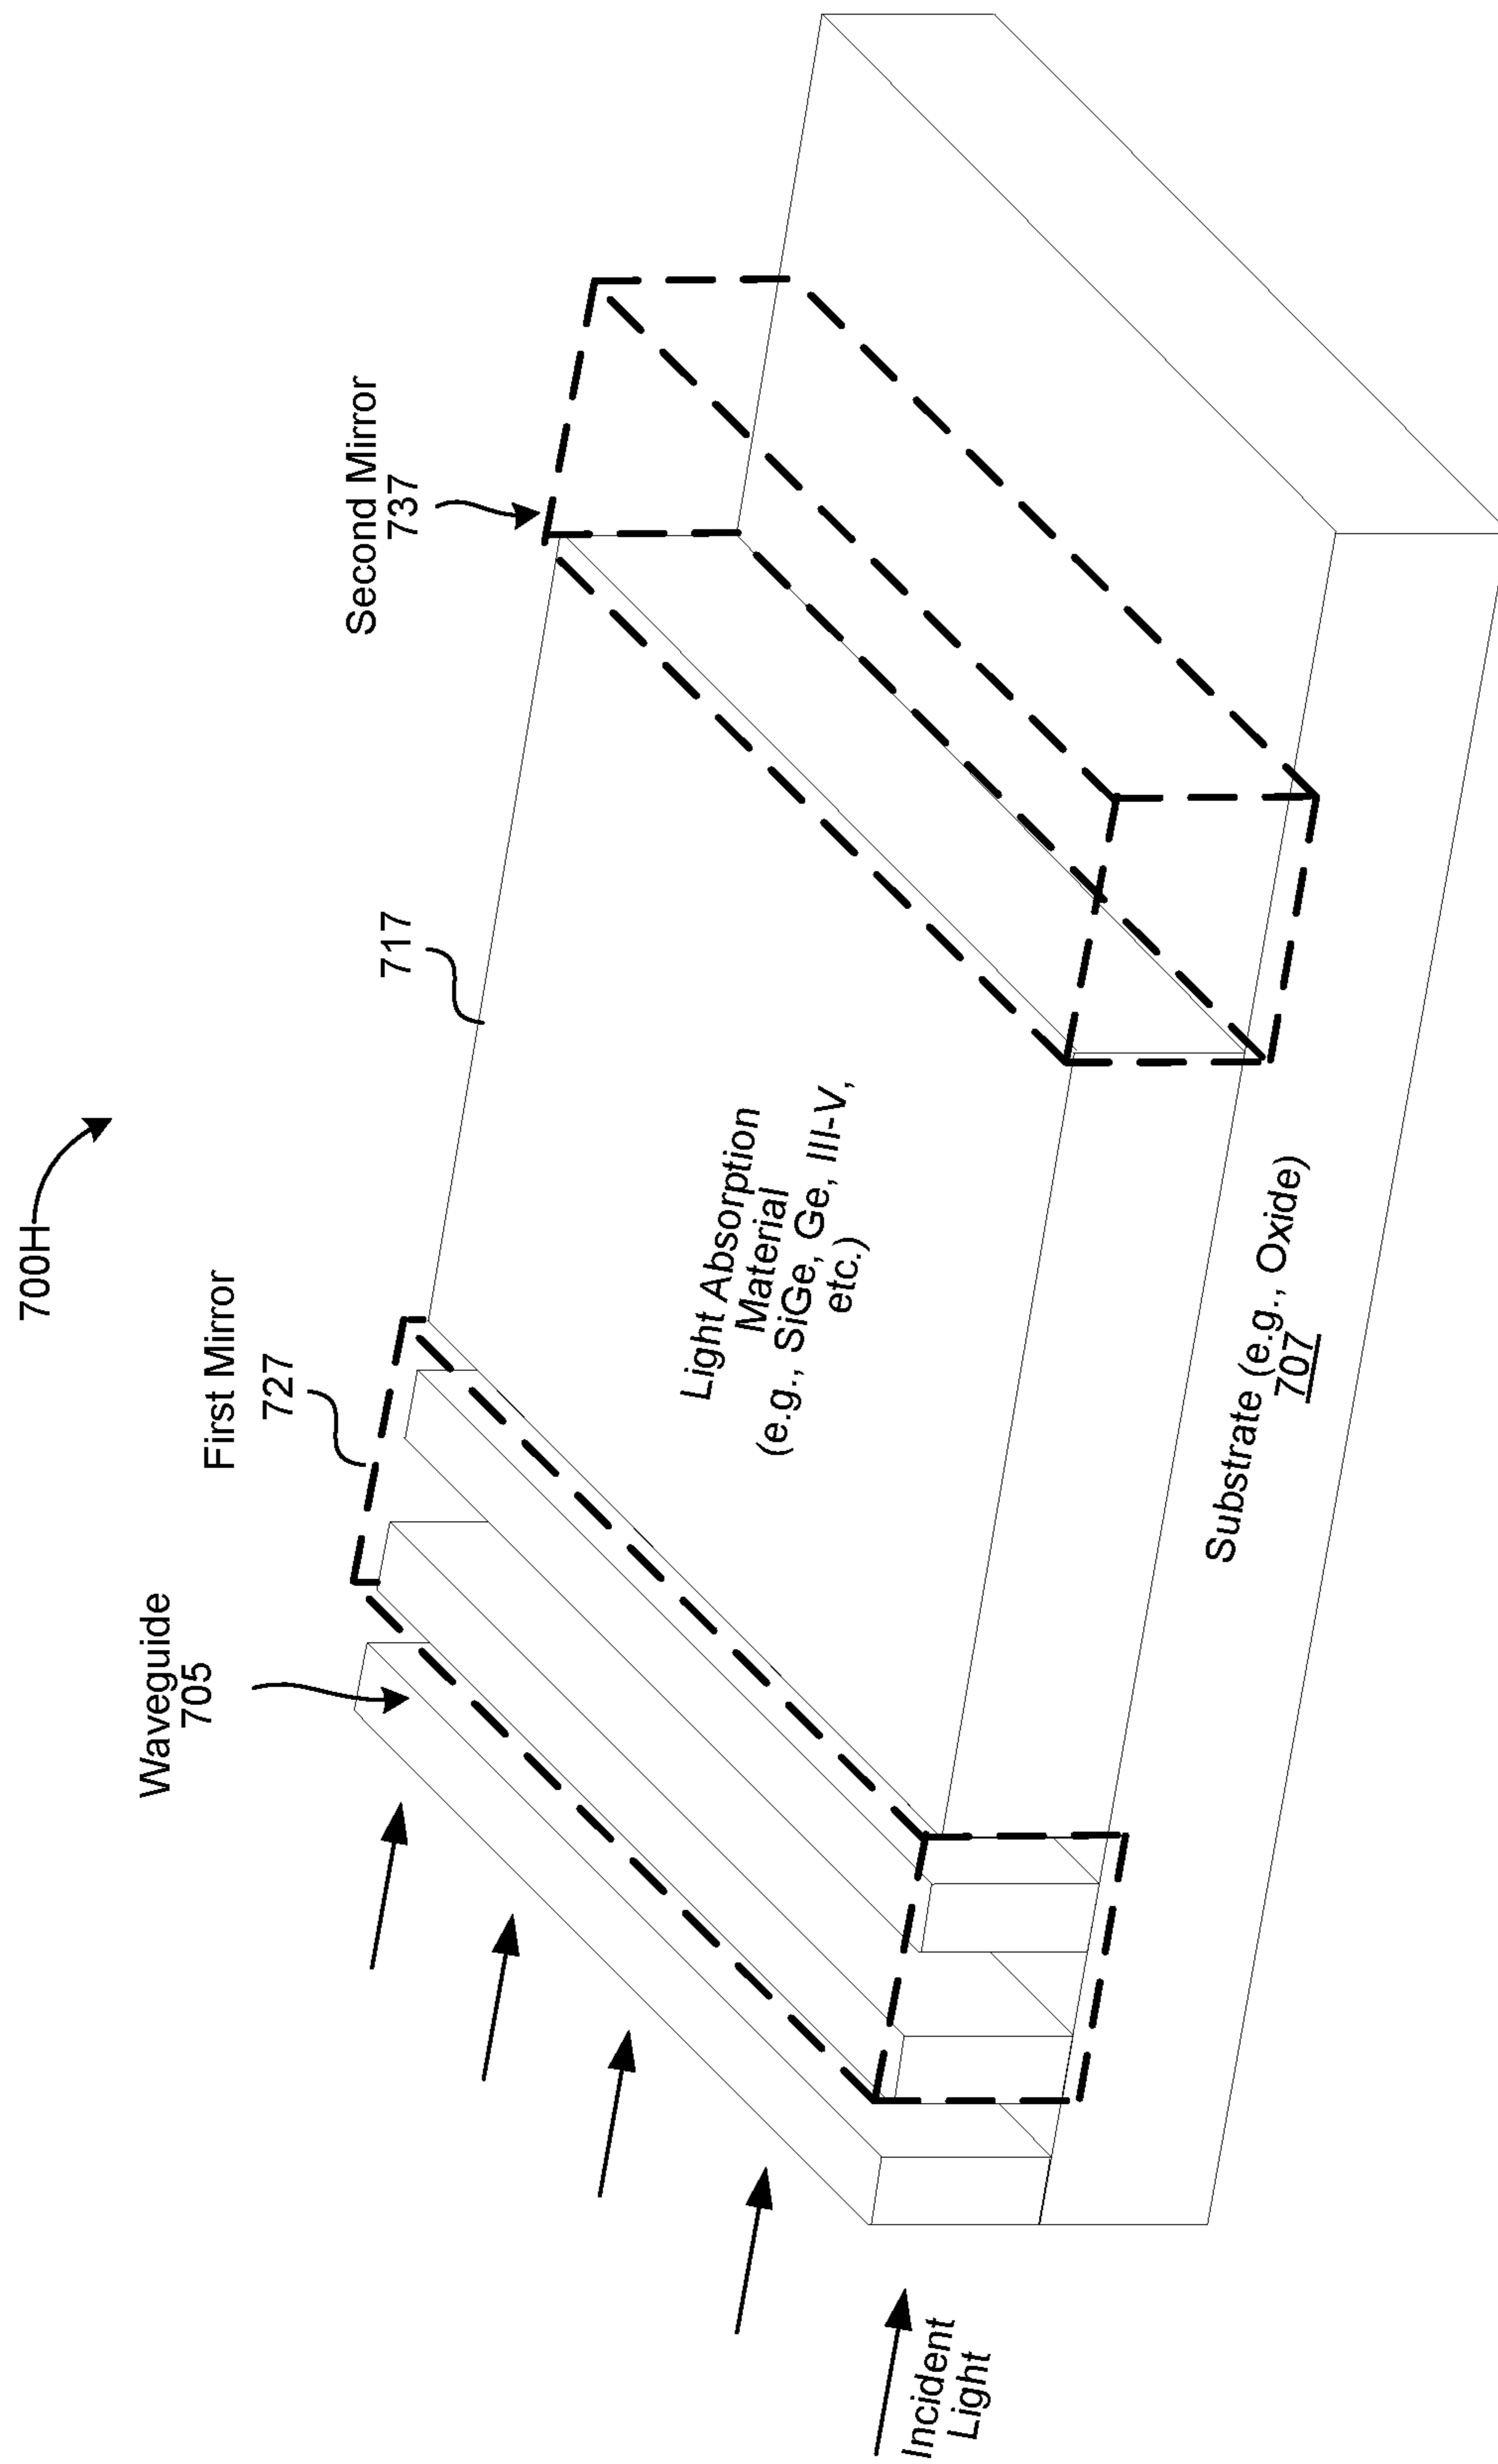 700H
First Mirror
727
Waveguide
705
717
Second Mirror
737
Light Absorption
Material
(e.g., SiGe, Ge, III-V,
etc.)
Incident
Light
Substrate (e.g., Oxide)
707